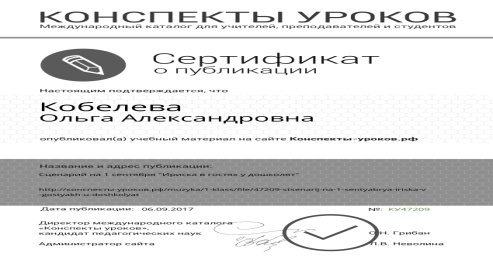 КОНСПЕКТЫ УРОКОВ
Международный каталог для учителей, преподавателей и студентов
Сертификат
о публикации
Настоящим подтверждается, что
Кобелева
Ольга Александровна
опубликовал(а) учебный материал на сайте Конспекты-уроков.рф
Название и адрес публикации:
Сценарий на 1 сентября "Ириска в гостях у дошколят"
http://конспекты-уроков.рф/muzyka/1-klass/file/47209-stsenarij-na-1-sentyabrya-iriska-v
-gostyakh-u-doshkolyat
Дата публикации: 06.09.2017 №: КУ47209
Директор международного каталога
«Конспекты уроков»,
кандидат педагогических наук О.Н. Грибан
Администратор сайта Л.В. Неволина